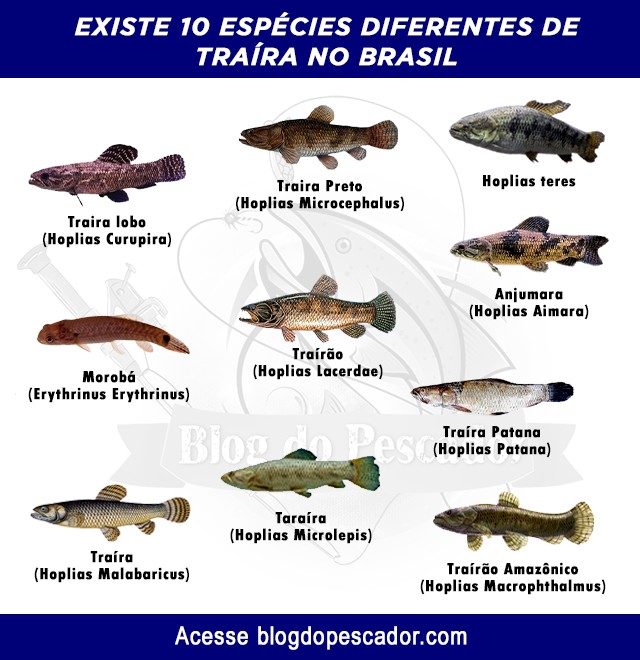 EXISTE 10 ESPÉCIES DIFERENTES DE
TRAÍRA NO BRASIL
Traira lobo
(Hoplias Curupira)
Traira Preto
(Hoplias Microcephalus)
Hoplias teres
Anjumara
(Hoplias Aimara)
Morobá
(Erythrinus Erythrinus)
Traírão
(Hoplias Lacerdae)
Traíra Patana
(Hoplias Patana)
Blog do Pescador
Traíra
(Hoplias Malabaricus)
Taraíra
(Hoplias Microlepis)
Traírão Amazônico
(Hoplias Macrophthalmus)
Acesse blogdopescador.com